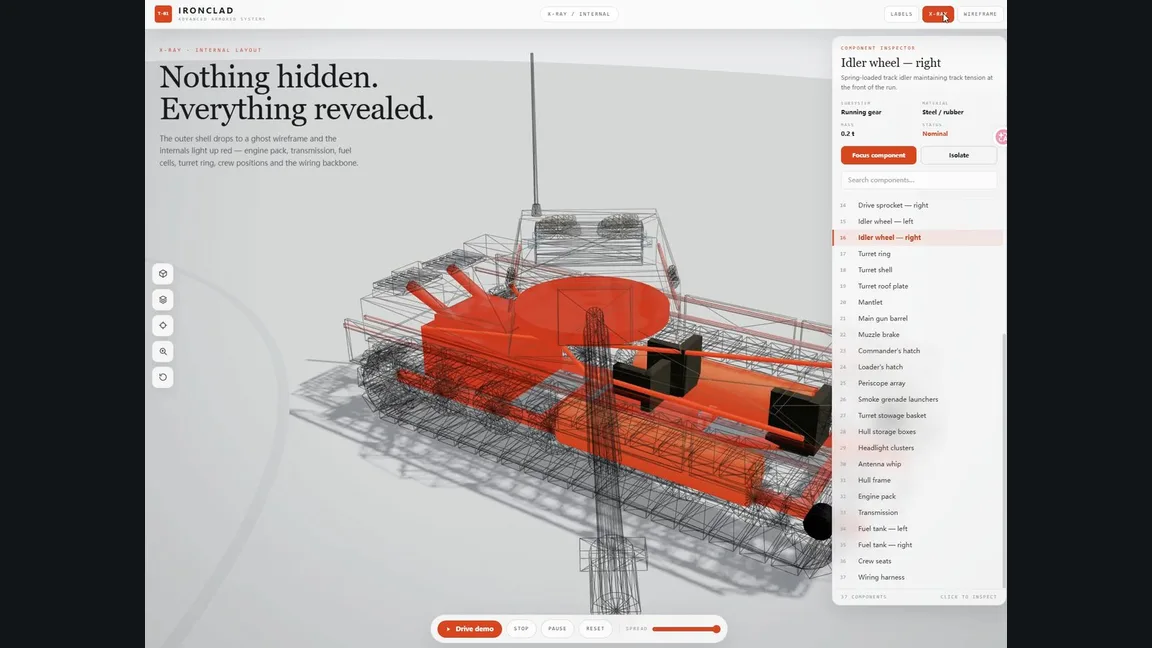 T-01
IRONCLAD
ADVANCED ARMORED SYSTEMS
X-RAY / INTERNAL
LABELS
X-RAY
WIREFRAME
X-RAY · INTERNAL LAYOUT
Nothing hidden.
Everything revealed.
The outer shell drops to a ghost wireframe and the
internals light up red — engine pack, transmission, fuel
cells, turret ring, crew positions and the wiring backbone.
COMPONENT INSPECTOR
Idler wheel — right
Spring-loaded track idler maintaining track tension at
the front of the run.
SUBSYSTEM
MATERIAL
Running gear
Steel / rubber
MASS
STATUS
0.2 t
Nominal
Focus component
Isolate
Search components...
14 Drive sprocket — right
15 Idler wheel — left
16 Idler wheel — right
17 Turret ring
18 Turret shell
19 Turret roof plate
20 Mantlet
21 Main gun barrel
22 Muzzle brake
23 Commander's hatch
24 Loader's hatch
25 Periscope array
26 Smoke grenade launchers
27 Turret stowage basket
28 Hull storage boxes
29 Headlight clusters
30 Antenna whip
31 Hull frame
32 Engine pack
33 Transmission
34 Fuel tank — left
35 Fuel tank — right
36 Crew seats
37 Wiring harness
37 COMPONENTS
CLICK TO INSPECT
Drive demo
STOP
PAUSE
RESET
SPREAD